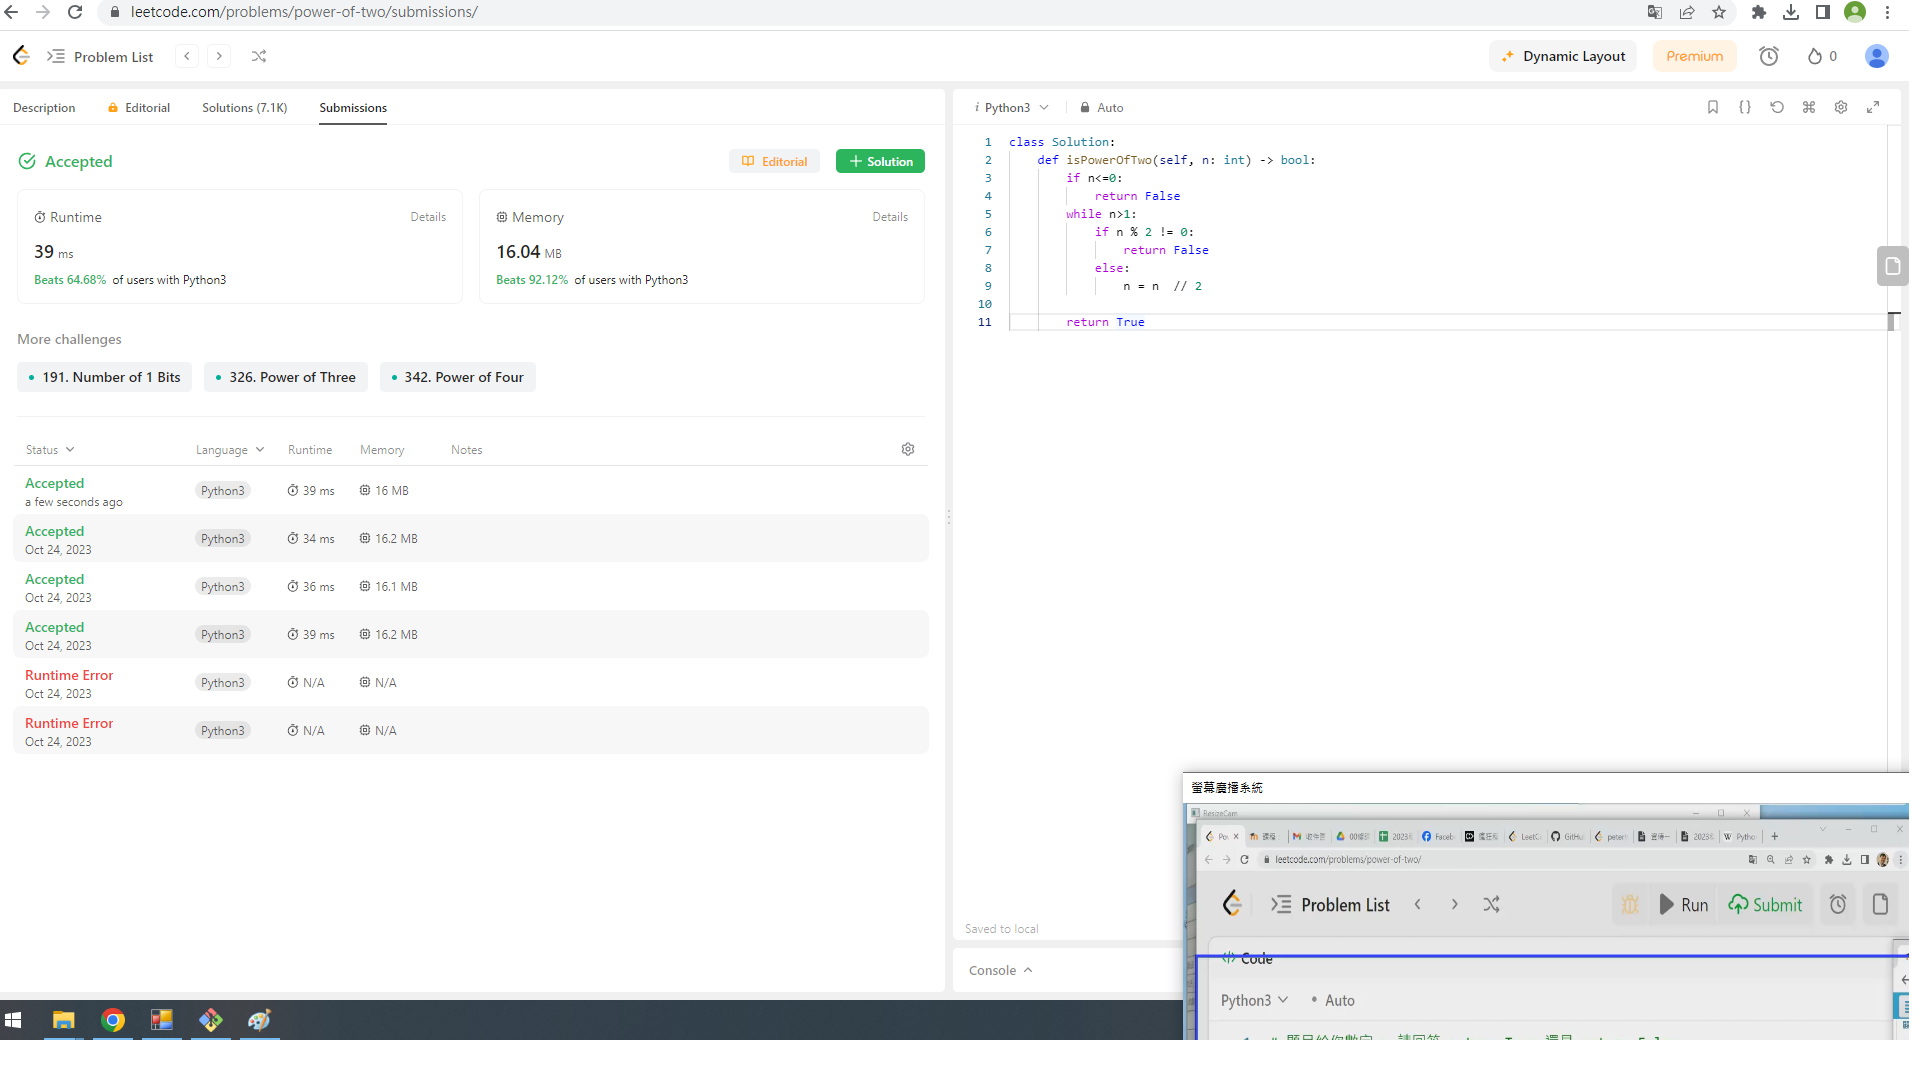 leetcode.com/problems/power-of-two/submissions/
Problem List
Dynamic Layout
Premium
0
Description
Editorial
Solutions (7.1K)
Submissions
Accepted
Editorial
+ Solution
Runtime
Details
39 ms
Beats 64.68% of users with Python3
Memory
Details
16.04 MB
Beats 92.12% of users with Python3
More challenges
191. Number of 1 Bits
326. Power of Three
342. Power of Four
Status
Language
Runtime
Memory
Notes
Accepted
a few seconds ago
Python3
39 ms
16 MB
Accepted
Oct 24, 2023
Python3
34 ms
16.2 MB
Accepted
Oct 24, 2023
Python3
36 ms
16.1 MB
Accepted
Oct 24, 2023
Python3
39 ms
16.2 MB
Runtime Error
Oct 24, 2023
Python3
N/A
N/A
Runtime Error
Oct 24, 2023
Python3
N/A
N/A
i Python3
Auto
1 class Solution:
2 def isPowerOfTwo(self, n: int) -> bool:
3 if n<=0:
4 return False
5 while n>1:
6 if n % 2 != 0:
7 return False
8 else:
9 n = n // 2
10
11 return True
Saved to local
Console
螢幕廣播系統
ResizeCam
leetcode.com/problems/power-of-two/
Problem List
Run
Submit
Code
Python3
Auto